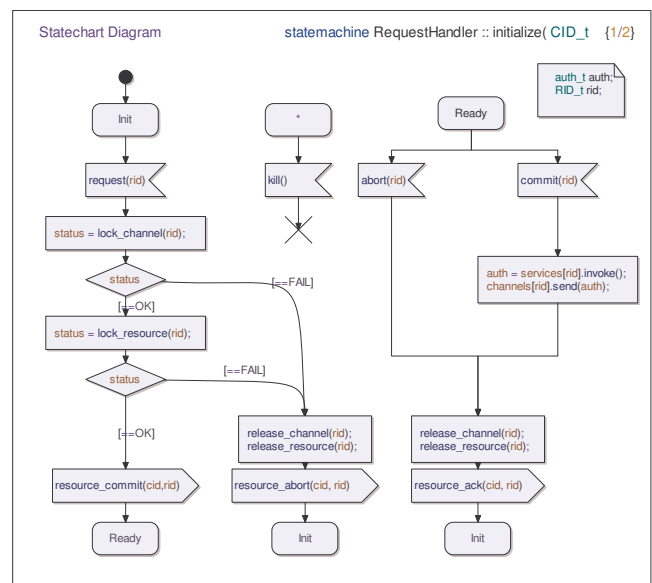 Statechart Diagram
statemachine RequestHandler :: initialize( CID_t {1/2}
auth_t auth;
RID_t rid;
Init
*
Ready
request(rid)
kill()
abort(rid)
commit(rid)
status = lock_channel(rid);
status
[==FAIL]
[==OK]
auth = services[rid].invoke();
channels[rid].send(auth);
status = lock_resource(rid);
status
[==FAIL]
[==OK]
release_channel(rid);
release_resource(rid);
release_channel(rid);
release_resource(rid);
resource_commit(cid,rid)
resource_abort(cid, rid)
resource_ack(cid, rid)
Ready
Init
Init